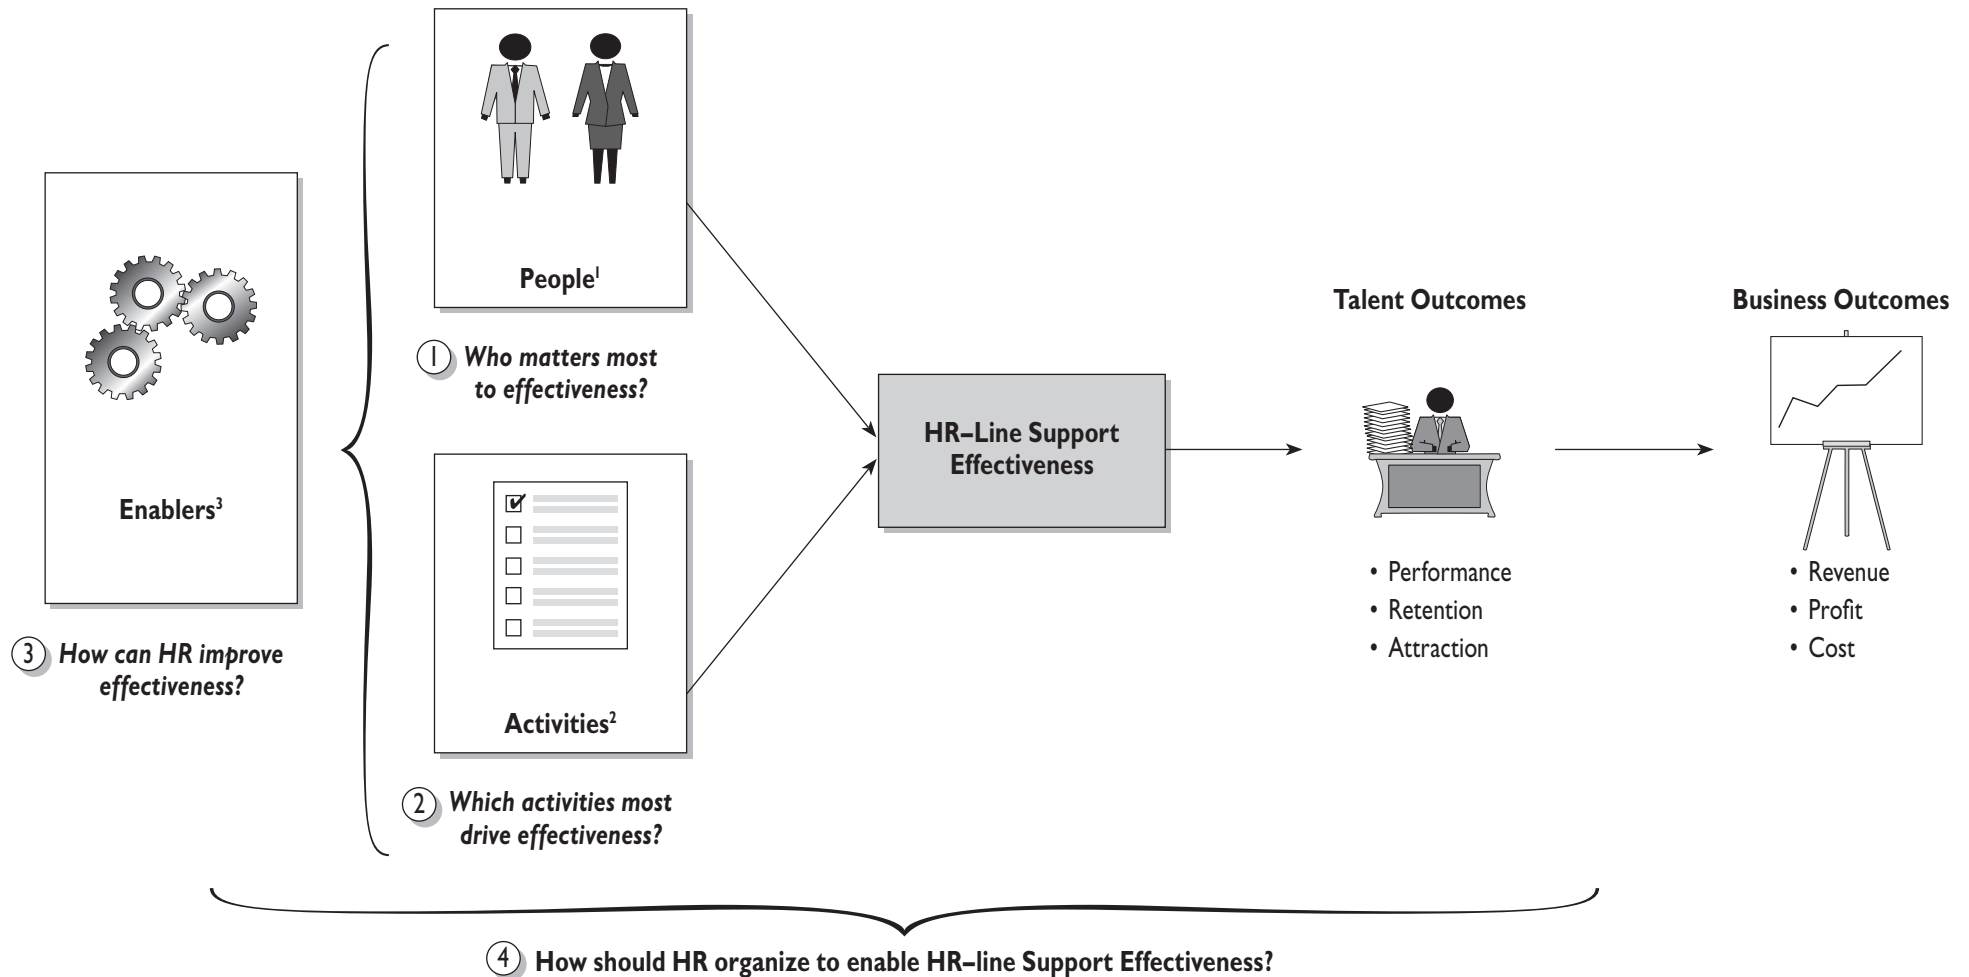 People¹
1 Who matters most
to effectiveness?
Enablers³
3 How can HR improve
effectiveness?
Activities²
2 Which activities most
drive effectiveness?
HR–Line Support
Effectiveness
Talent Outcomes
• Performance
• Retention
• Attraction
Business Outcomes
• Revenue
• Profit
• Cost
4 How should HR organize to enable HR–line Support Effectiveness?